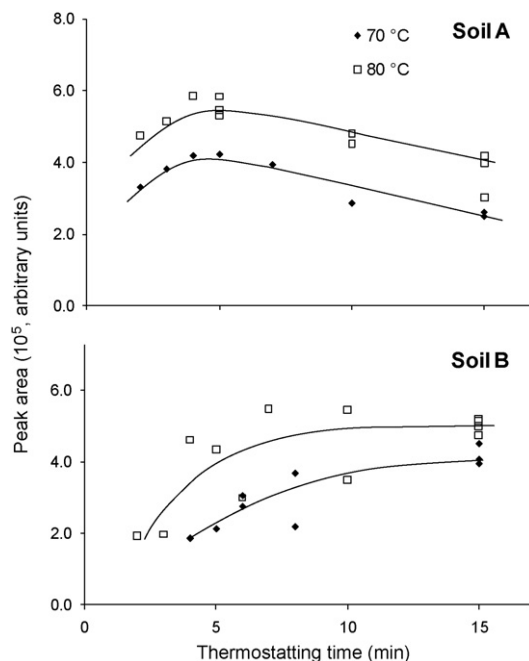 8.0
Soil A
70 °C
80 °C
6.0
4.0
2.0
0.0
Peak area (10⁵, arbitrary units)
Soil B
6.0
4.0
2.0
0.0
0 5 10 15
Thermostatting time (min)